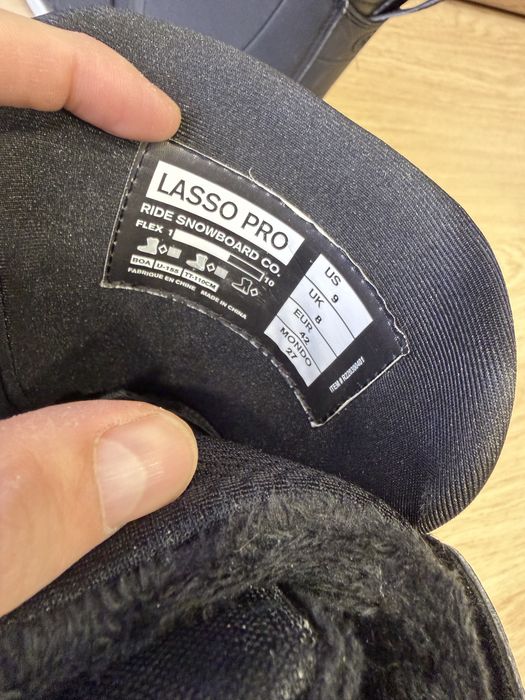 LASSO PRO
RIDE SNOWBOARD CO.
FLEX 1 10
BOA
FABRIQUE EN CHINE MADE IN CHINA
US
9
UK
8
EUR
42
MONDO
27